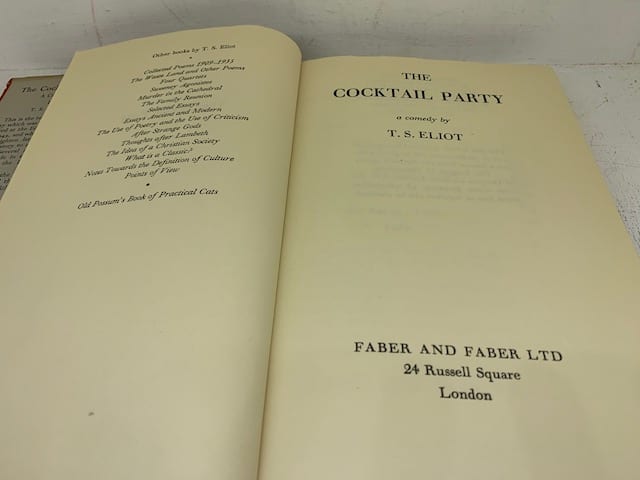 Other books by T. S. Eliot
Collected Poems 1909–1935
The Waste Land and Other Poems
Four Quartets
Sweeney Agonistes
Murder in the Cathedral
The Family Reunion
Selected Essays
Essays Ancient and Modern
The Use of Poetry and the Use of Criticism
After Strange Gods
Thoughts after Lambeth
The Idea of a Christian Society
What is a Classic?
Notes Towards the Definition of Culture
Points of View
Old Possum's Book of Practical Cats
THE
COCKTAIL PARTY
a comedy by
T. S. ELIOT
FABER AND FABER LTD
24 Russell Square
London